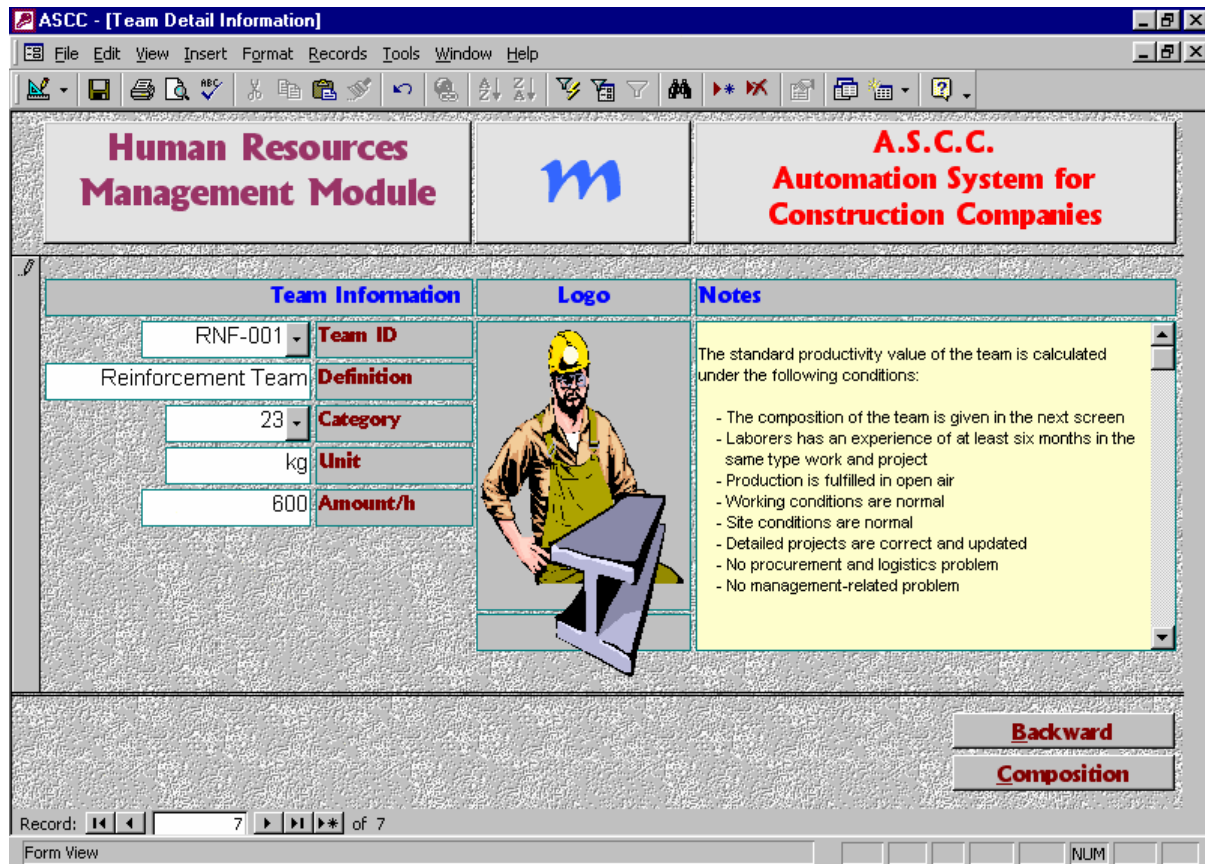 ASCC - [Team Detail Information]
File Edit View Insert Format Records Tools Window Help
Human Resources
Management Module
m
A.S.C.C.
Automation System for
Construction Companies
Team Information
Logo
Notes
RNF-001 Team ID
Reinforcement Team Definition
23 Category
kg Unit
600 Amount/h
The standard productivity value of the team is calculated
under the following conditions:
- The composition of the team is given in the next screen
- Laborers has an experience of at least six months in the
same type work and project
- Production is fulfilled in open air
- Working conditions are normal
- Site conditions are normal
- Detailed projects are correct and updated
- No procurement and logistics problem
- No management-related problem
Backward
Composition
Record: 7 of 7
Form View NUM